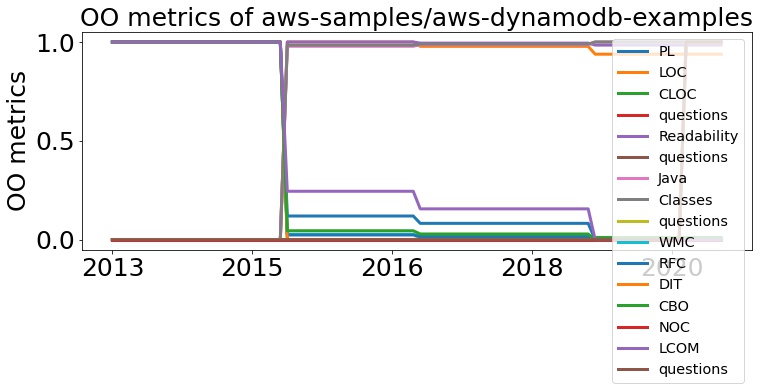 OO metrics of aws-samples/aws-dynamodb-examples
OO metrics
1.0
0.5
0.0
2013
2015
2016
2018
2020
PL
LOC
CLOC
questions
Readability
questions
Java
Classes
questions
WMC
RFC
DIT
CBO
NOC
LCOM
questions